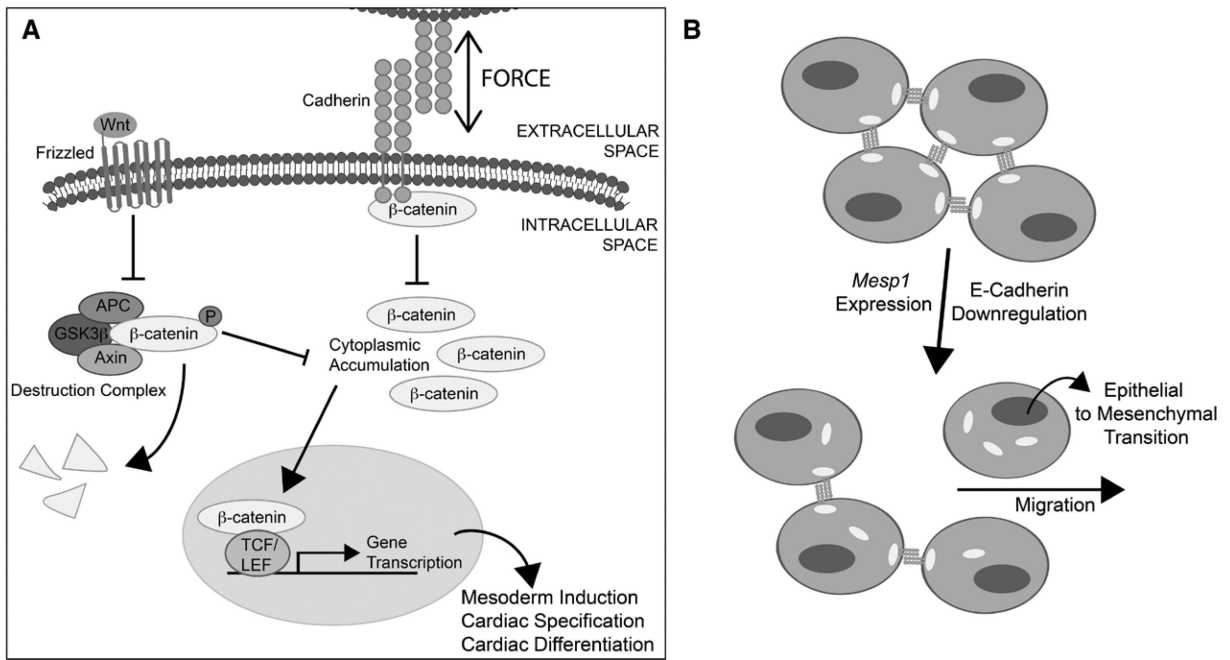 A
Wnt
Frizzled
Cadherin
FORCE
EXTRACELLULAR
SPACE
β-catenin
INTRACELLULAR
SPACE
APC
GSK3β
β-catenin
P
Axin
Destruction Complex
Cytoplasmic
Accumulation
β-catenin
β-catenin
β-catenin
β-catenin
TCF/
LEF
Gene
Transcription
Mesoderm Induction
Cardiac Specification
Cardiac Differentiation
B
Mesp1
Expression
E-Cadherin
Downregulation
Epithelial
to Mesenchymal
Transition
Migration